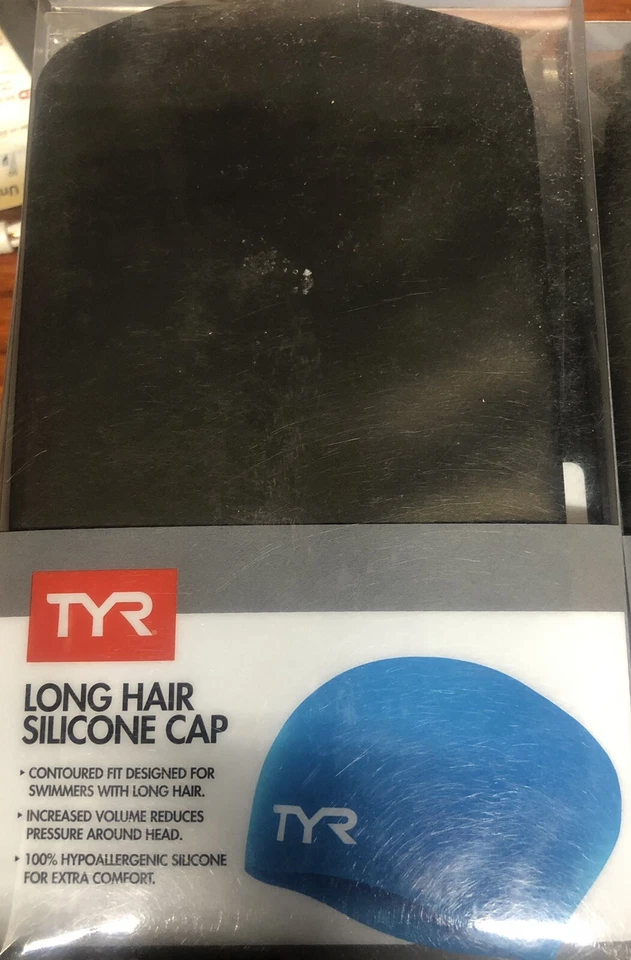 Un
TYR
LONG HAIR
SILICONE CAP
CONTOURED FIT DESIGNED FOR
SWIMMERS WITH LONG HAIR.
INCREASED VOLUME REDUCES
PRESSURE AROUND HEAD.
100% HYPOALLERGENIC SILICONE
FOR EXTRA COMFORT.
TYR